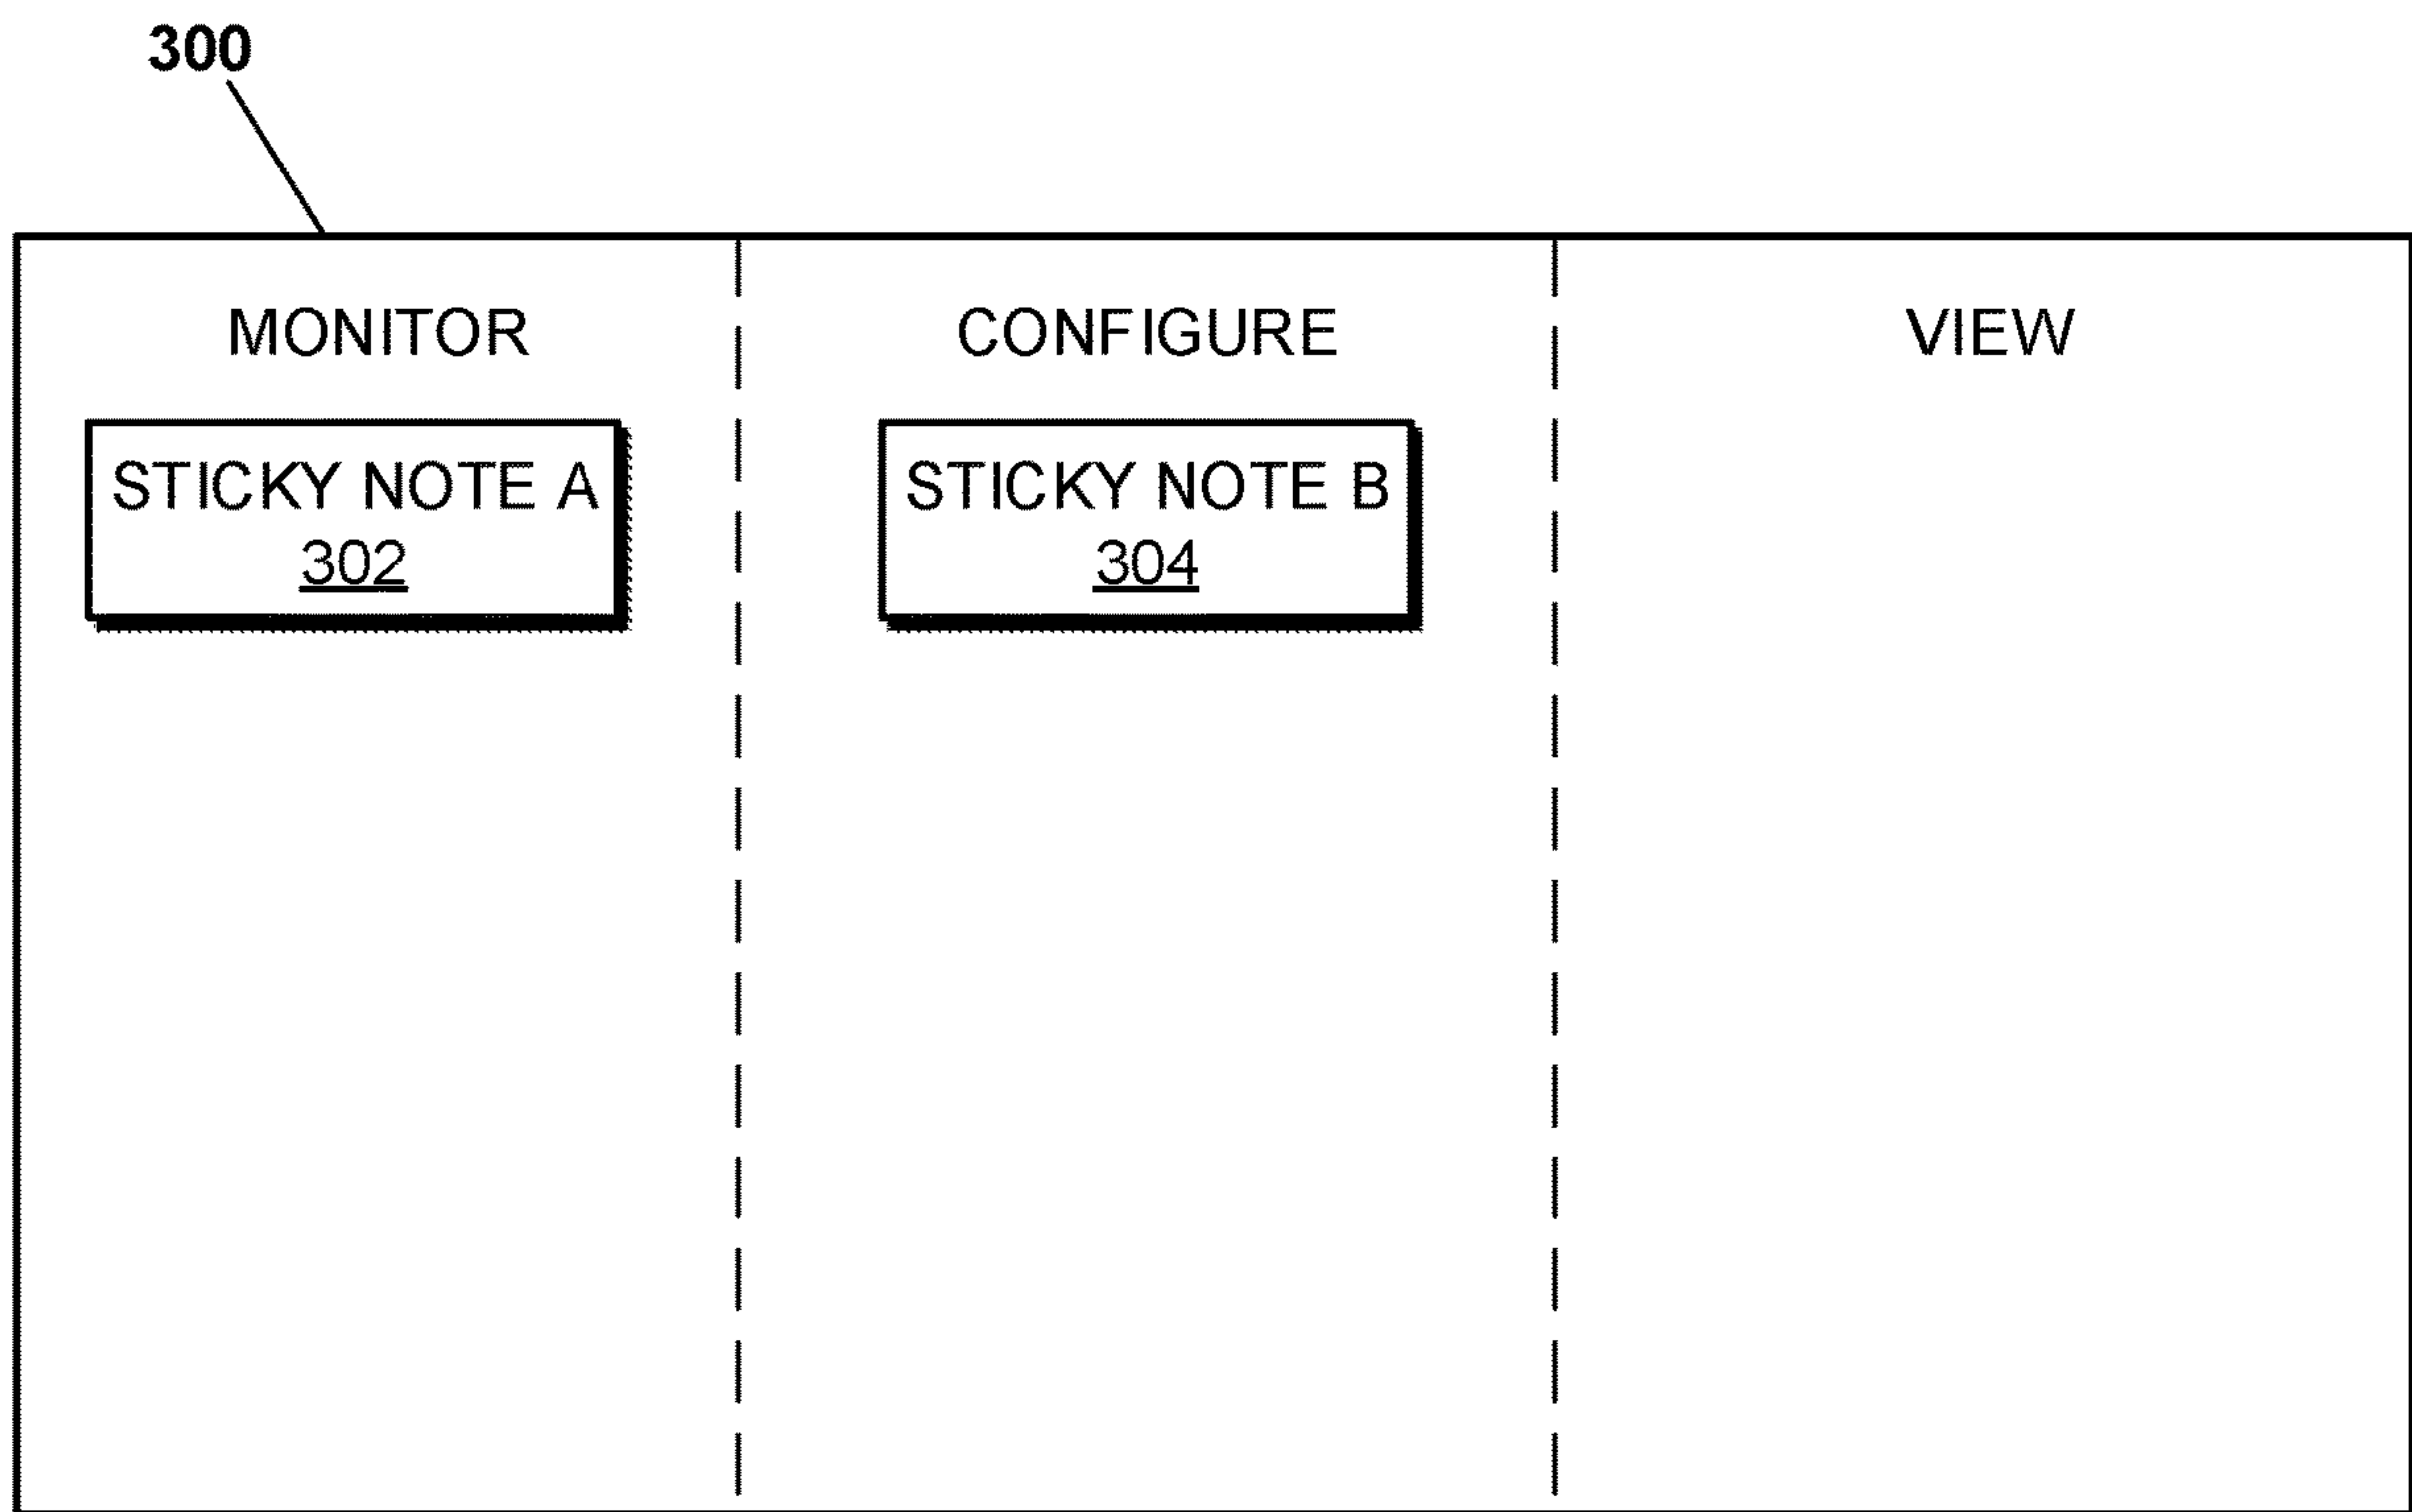 300
MONITOR
CONFIGURE
VIEW
STICKY NOTE A
302
STICKY NOTE B
304